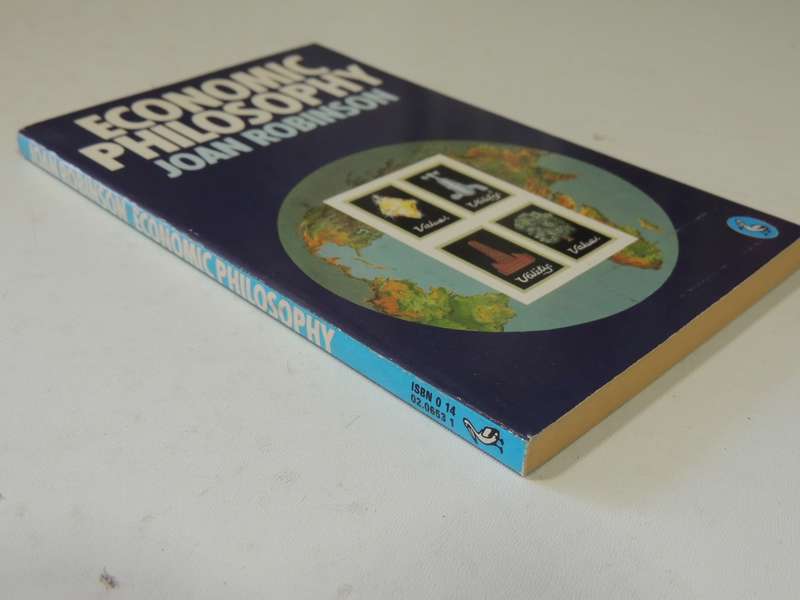 ECONOMIC
PHILOSOPHY
JOAN ROBINSON
Value.
Utility.
Utility.
Value.
JOAN ROBINSON ECONOMIC PHILOSOPHY
ISBN 0 14
02.0653 1